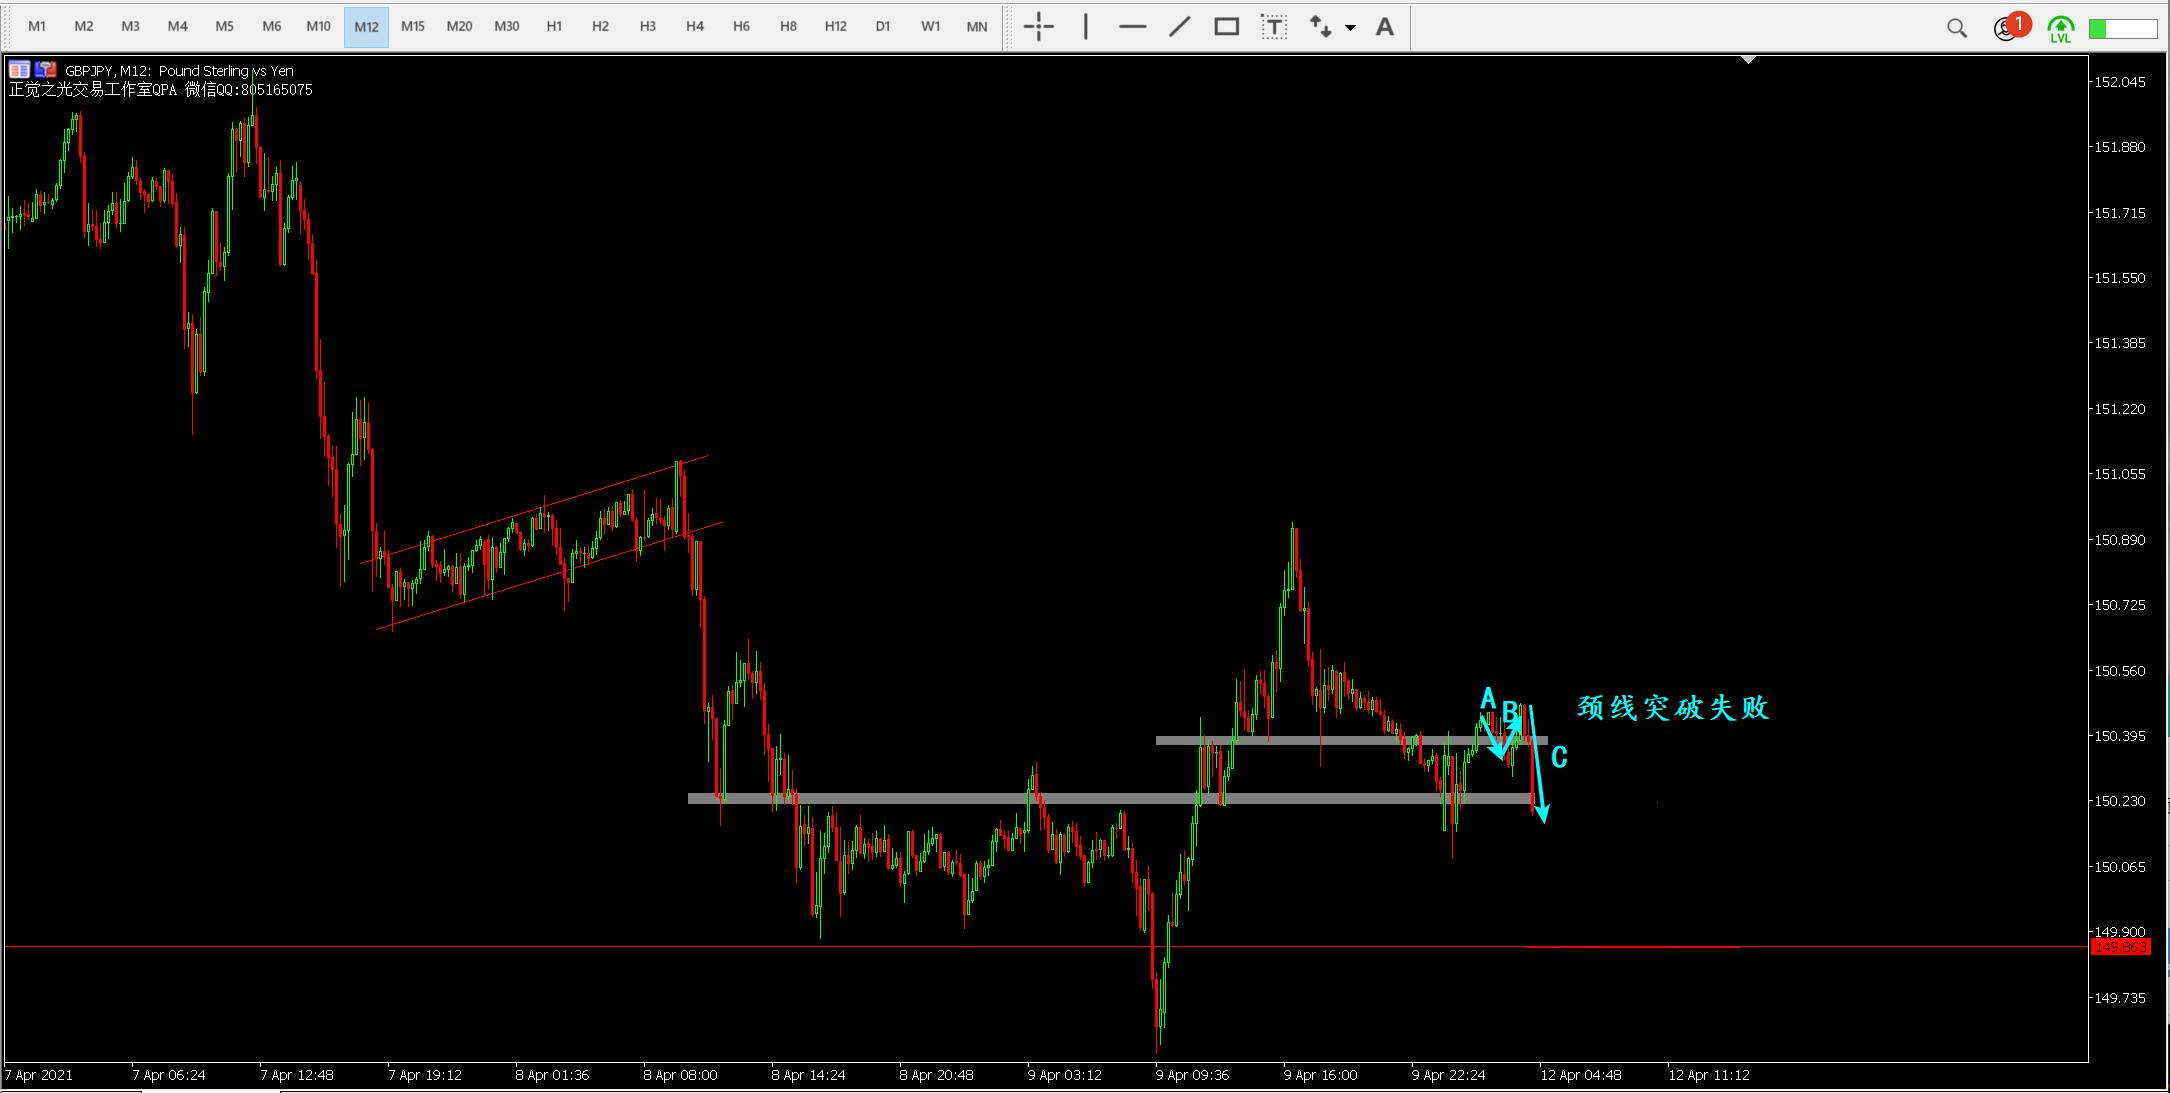 M1 M2 M3 M4 M5 M6 M10 M12 M15 M20 M30 H1 H2 H3 H4 H6 H8 H12 D1 W1 MN T A 1 LVL
GBPJPY,M12: Pound Sterling vs Yen
正觉之光交易工作室QPA 微信QQ:805165075
152.045
151.880
151.715
151.550
151.385
151.220
151.055
150.890
150.725
150.560
A
B
颈线突破失败
150.395
C
150.230
150.065
149.900
149.863
149.735
7 Apr 2021 7 Apr 06:24 7 Apr 12:48 7 Apr 19:12 8 Apr 01:36 8 Apr 08:00 8 Apr 14:24 8 Apr 20:48 9 Apr 03:12 9 Apr 09:36 9 Apr 16:00 9 Apr 22:24 12 Apr 04:48 12 Apr 11:12